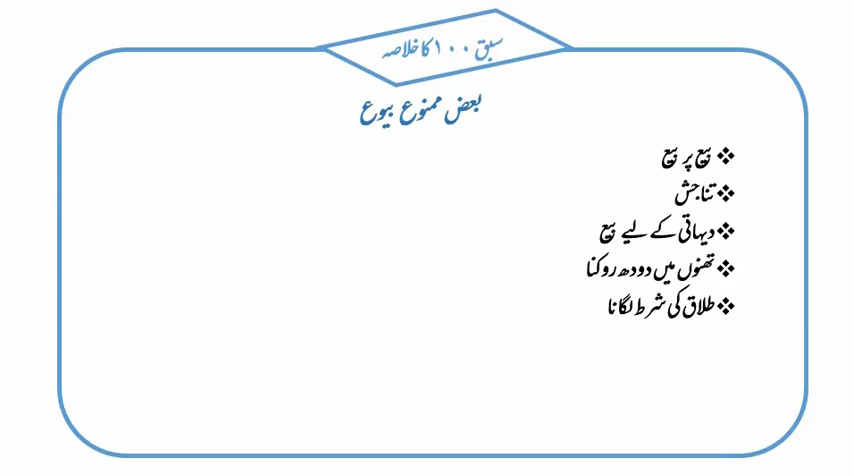 سبق ۱۰۰ کا خلاصہ
بعض ممنوع بیوع
❖ بیع پر بیع
❖ تناجش
❖ دیہاتی کے لیے بیع
❖ تھنوں میں دودھ روکنا
❖ طلاق کی شرط لگانا